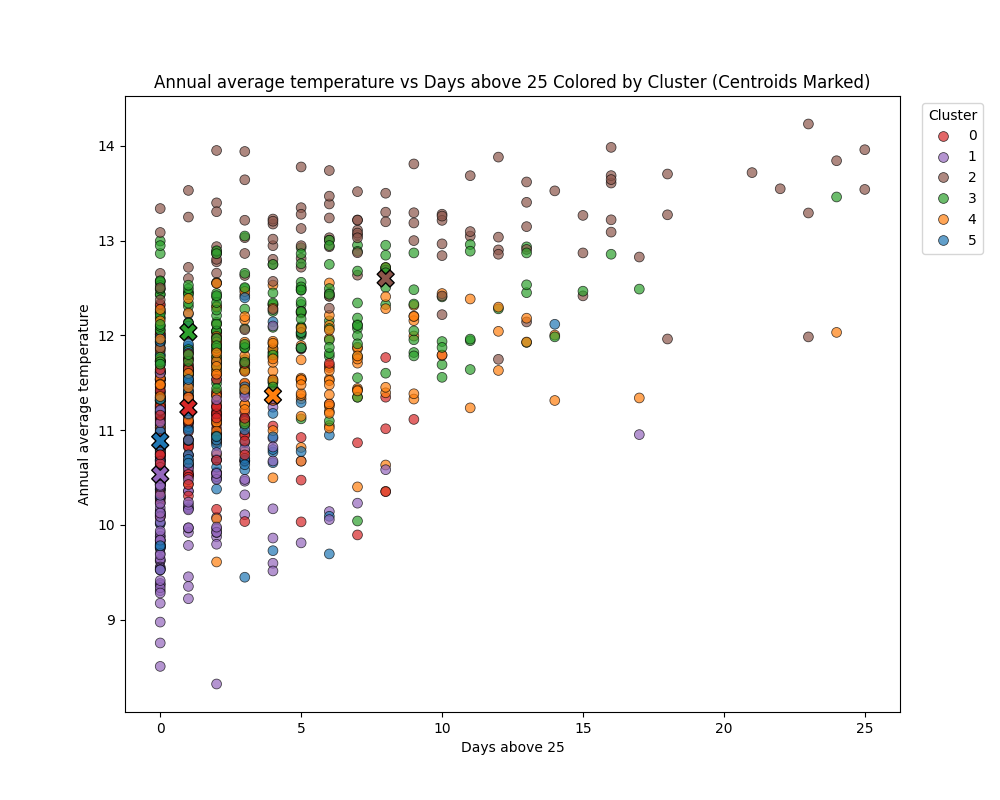 Annual average temperature vs Days above 25 Colored by Cluster (Centroids Marked)
Cluster
0
1
2
3
4
5
Annual average temperature
14
13
12
11
10
9
0 5 10 15 20 25
Days above 25